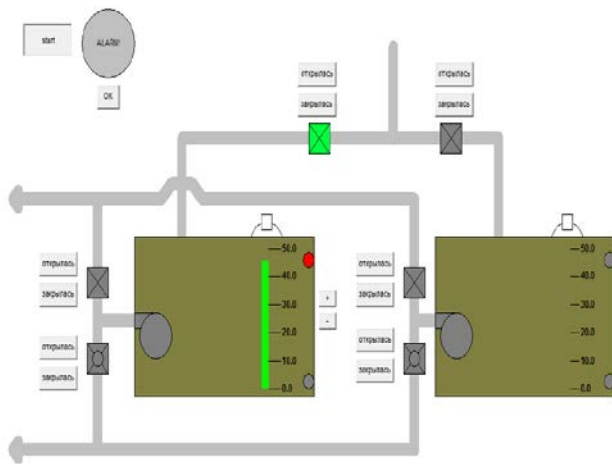 start
ALARM!
OK
открылась
закрылась
открылась
закрылась
открылась
закрылась
открылась
закрылась
50.0
40.0
30.0
20.0
10.0
0.0
+
-
открылась
закрылась
открылась
закрылась
50.0
40.0
30.0
20.0
10.0
0.0